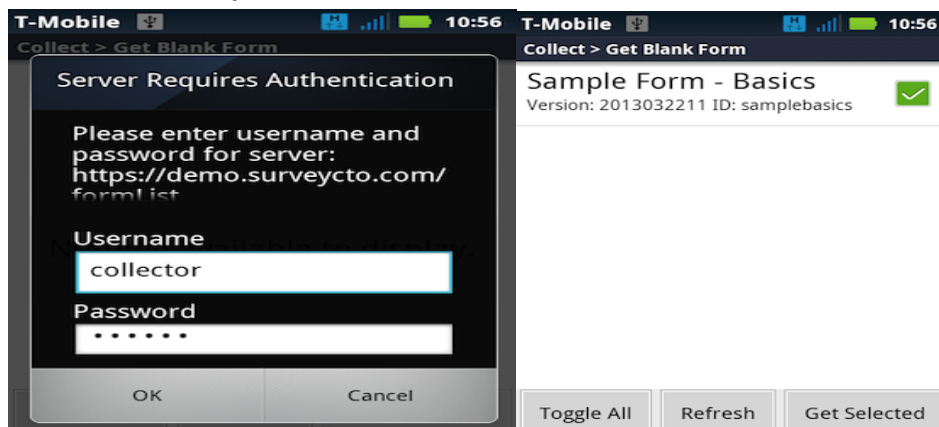 T-Mobile 10:56
Collect > Get Blank Form
Server Requires Authentication
Please enter username and
password for server:
https://demo.surveycto.com/
formList
Username
collector
Password
••••••
OK Cancel
T-Mobile 10:56
Collect > Get Blank Form
Sample Form - Basics
Version: 2013032211 ID: samplebasics
Toggle All Refresh Get Selected